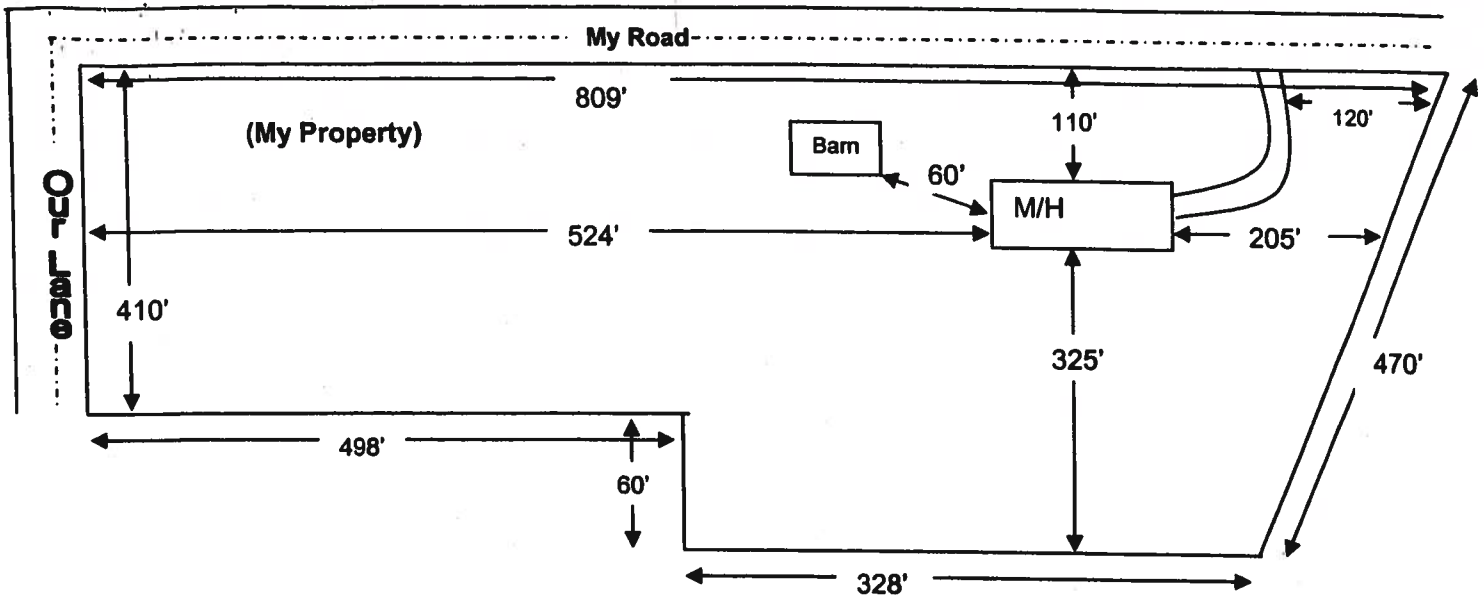 My Road
809'
(My Property)
Barn
110'
120'
60'
M/H
Our Lane
524'
205'
410'
325'
470'
498'
60'
328'